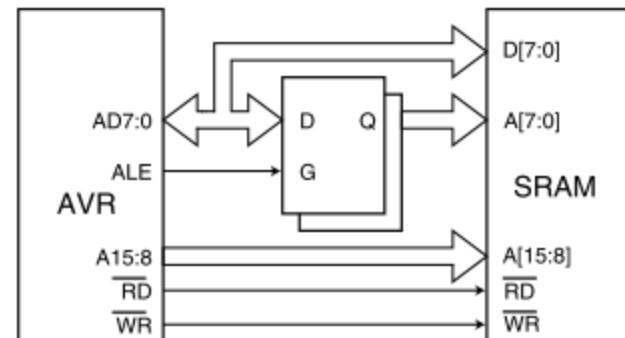 D[7:0]
AD7:0 D Q A[7:0]
ALE G
AVR SRAM
A15:8 A[15:8]
RD RD
WR WR